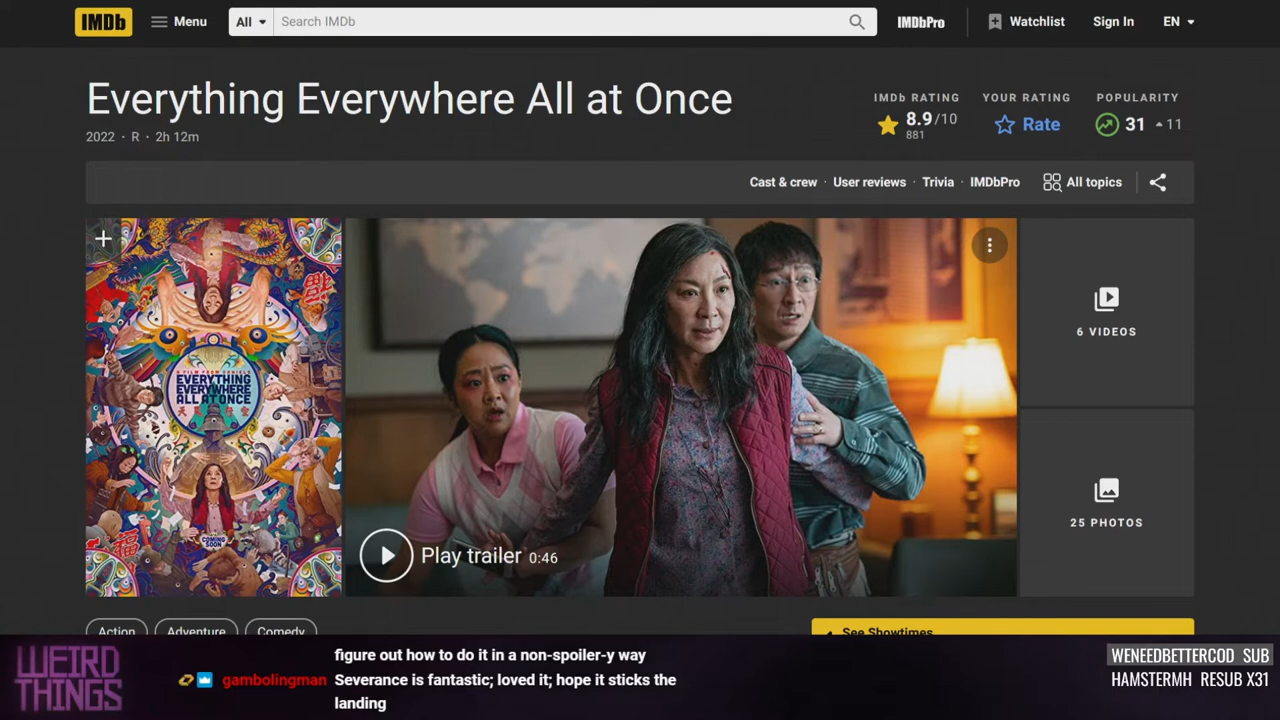 IMDb
Menu
All
Search IMDb
IMDbPro
Watchlist
Sign In
EN
Everything Everywhere All at Once
2022 · R · 2h 12m
IMDb RATING
8.9/10
881
YOUR RATING
Rate
POPULARITY
31
11
Cast & crew · User reviews · Trivia · IMDbPro
All topics
+
A FILM FROM DANIELS
EVERYTHING
EVERYWHERE
ALL AT ONCE
COMING
SOON
福
Play trailer 0:46
6 VIDEOS
25 PHOTOS
Action
Adventure
Comedy
See Showtimes
WEIRD
THINGS
figure out how to do it in a non-spoiler-y way
gambolingman
Severance is fantastic; loved it; hope it sticks the
landing
WENEEDBETTERCOD SUB
HAMSTERMH RESUB X31